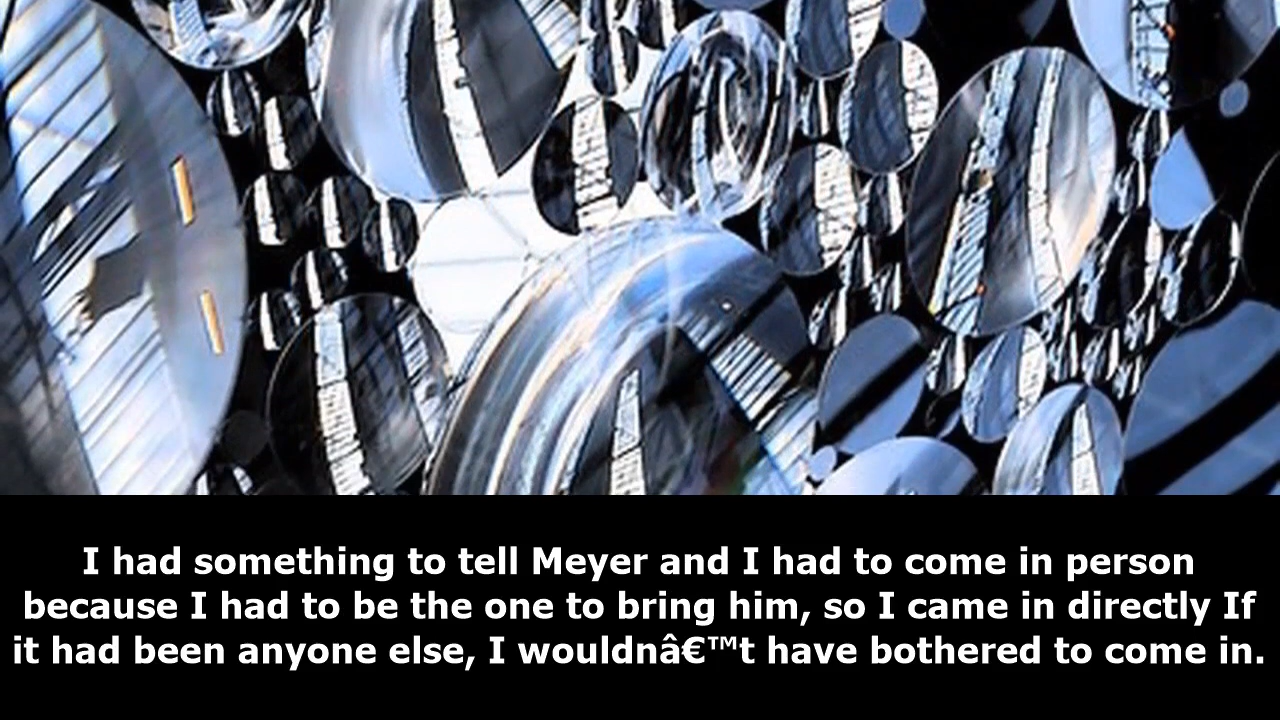 I had something to tell Meyer and I had to come in person
because I had to be the one to bring him, so I came in directly If
it had been anyone else, I wouldnâ€™t have bothered to come in.